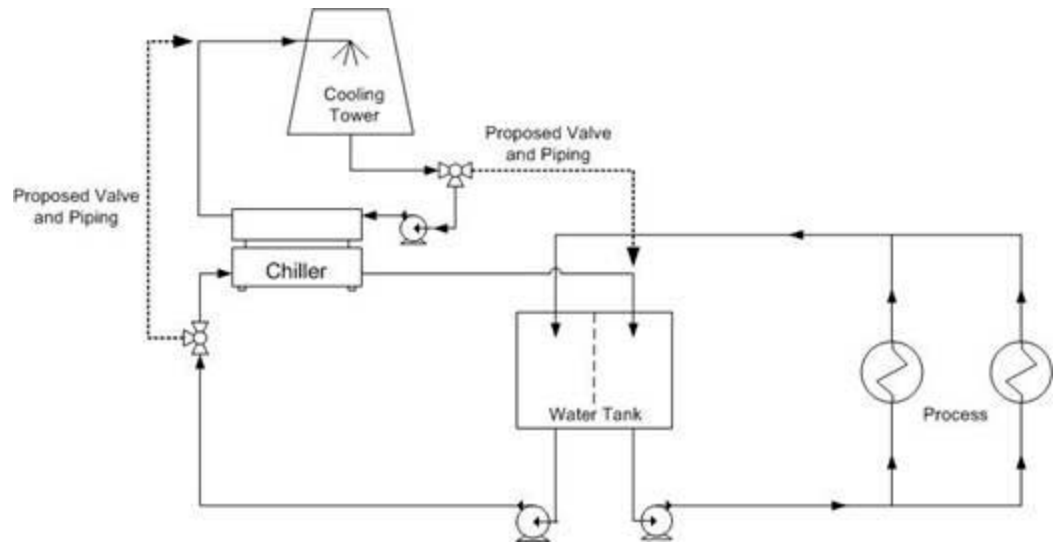 Cooling
Tower
Proposed Valve
and Piping
Proposed Valve
and Piping
Chiller
Water Tank
Process